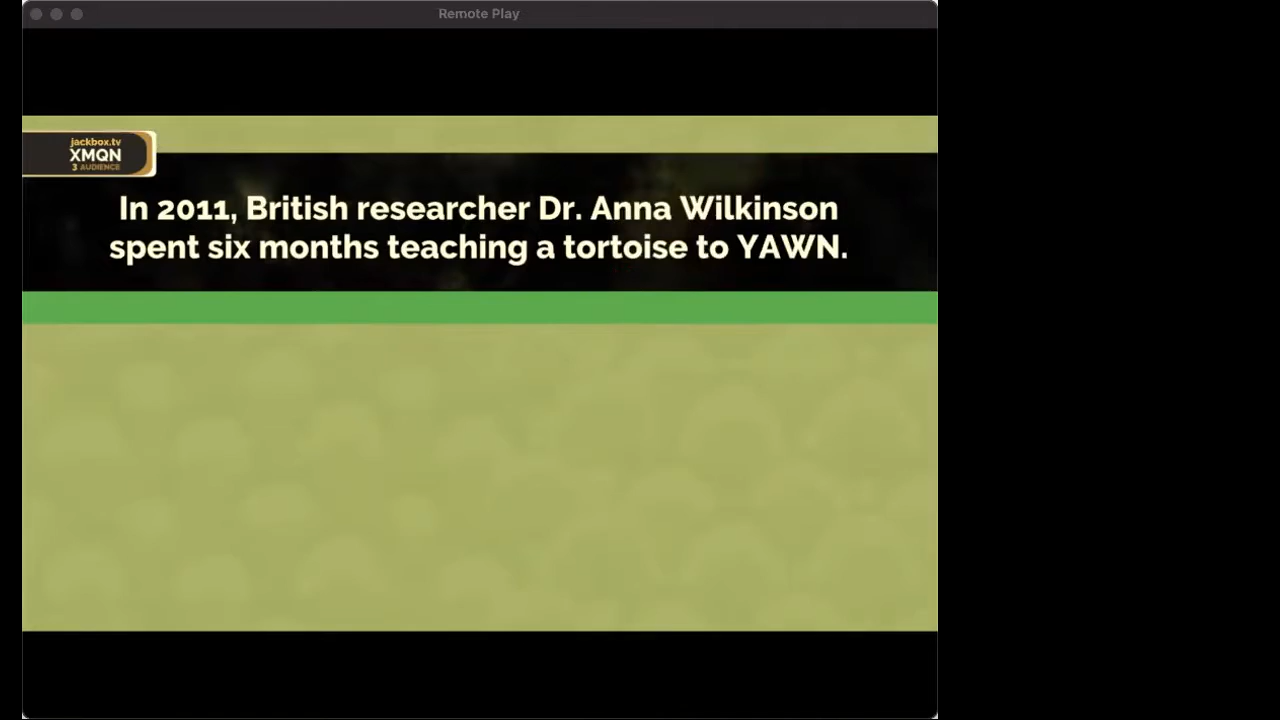 Remote Play
jackbox.tv
XMQN
3 AUDIENCE
In 2011, British researcher Dr. Anna Wilkinson
spent six months teaching a tortoise to YAWN.